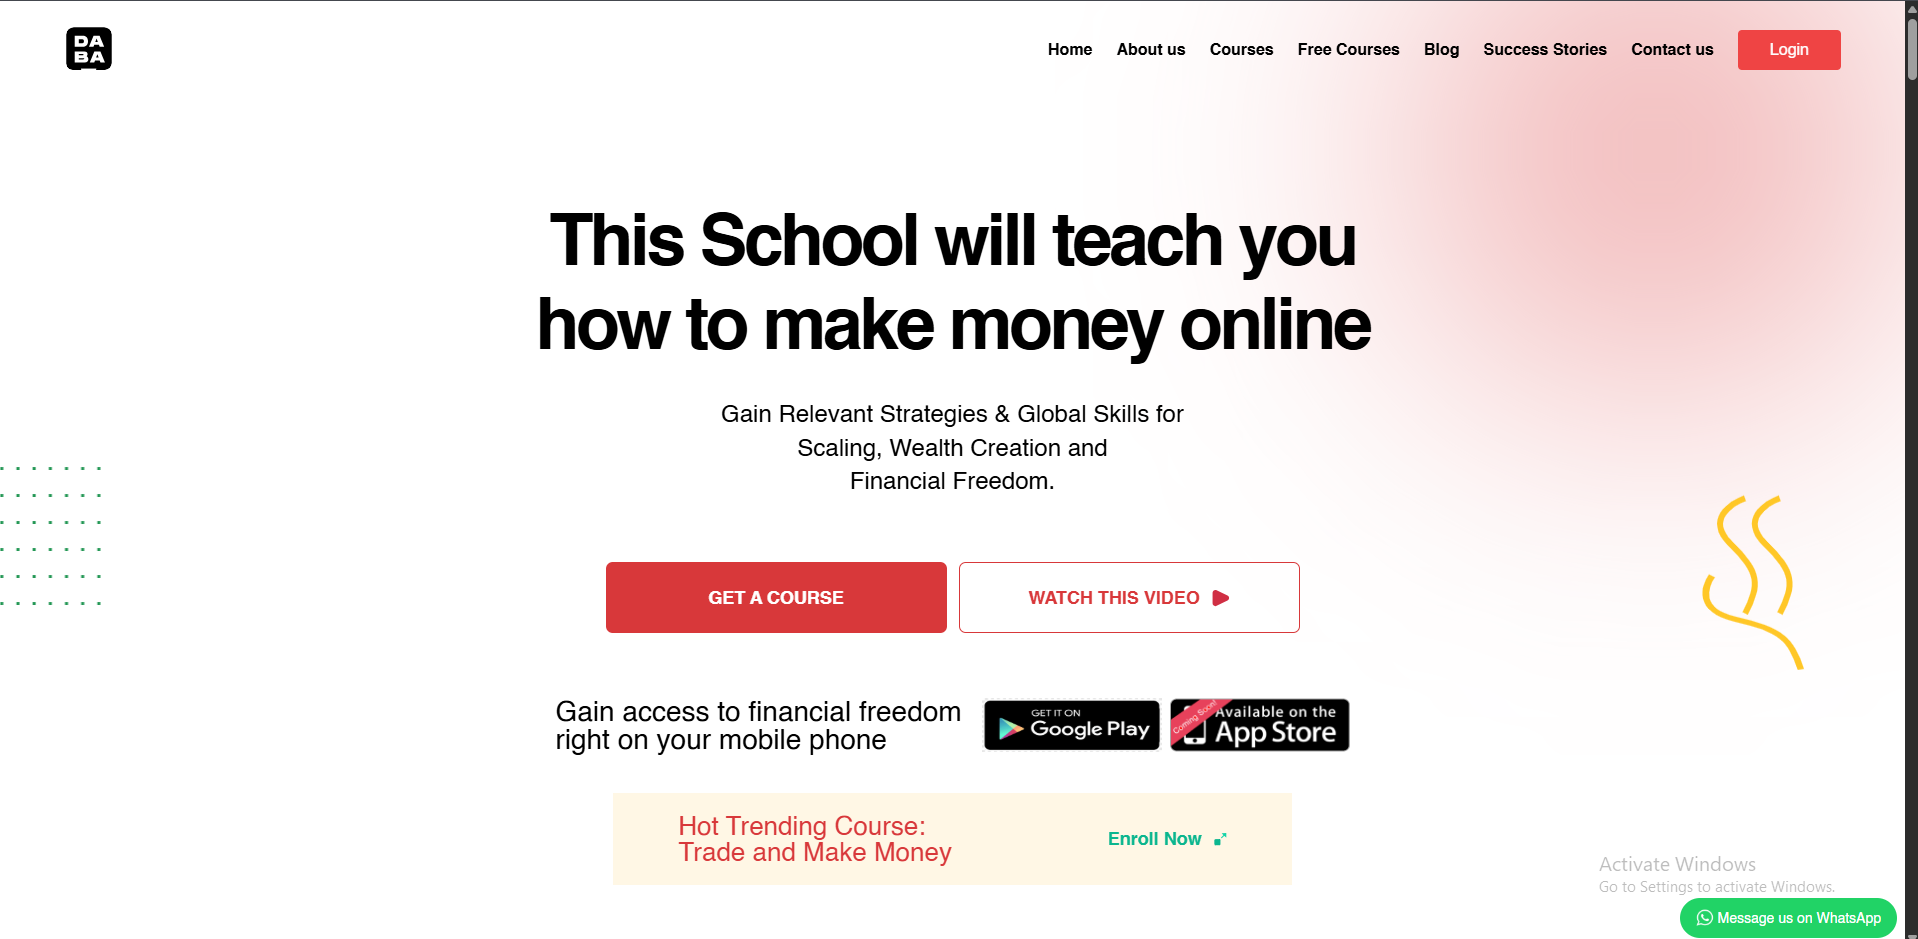 DA
BA
Home About us Courses Free Courses Blog Success Stories Contact us Login
This School will teach you
how to make money online
Gain Relevant Strategies & Global Skills for
Scaling, Wealth Creation and
Financial Freedom.
GET A COURSE WATCH THIS VIDEO
Gain access to financial freedom
right on your mobile phone
GET IT ON
Google Play
Coming Soon!
Available on the
App Store
Hot Trending Course:
Trade and Make Money
Enroll Now
Activate Windows
Go to Settings to activate Windows.
Message us on WhatsApp